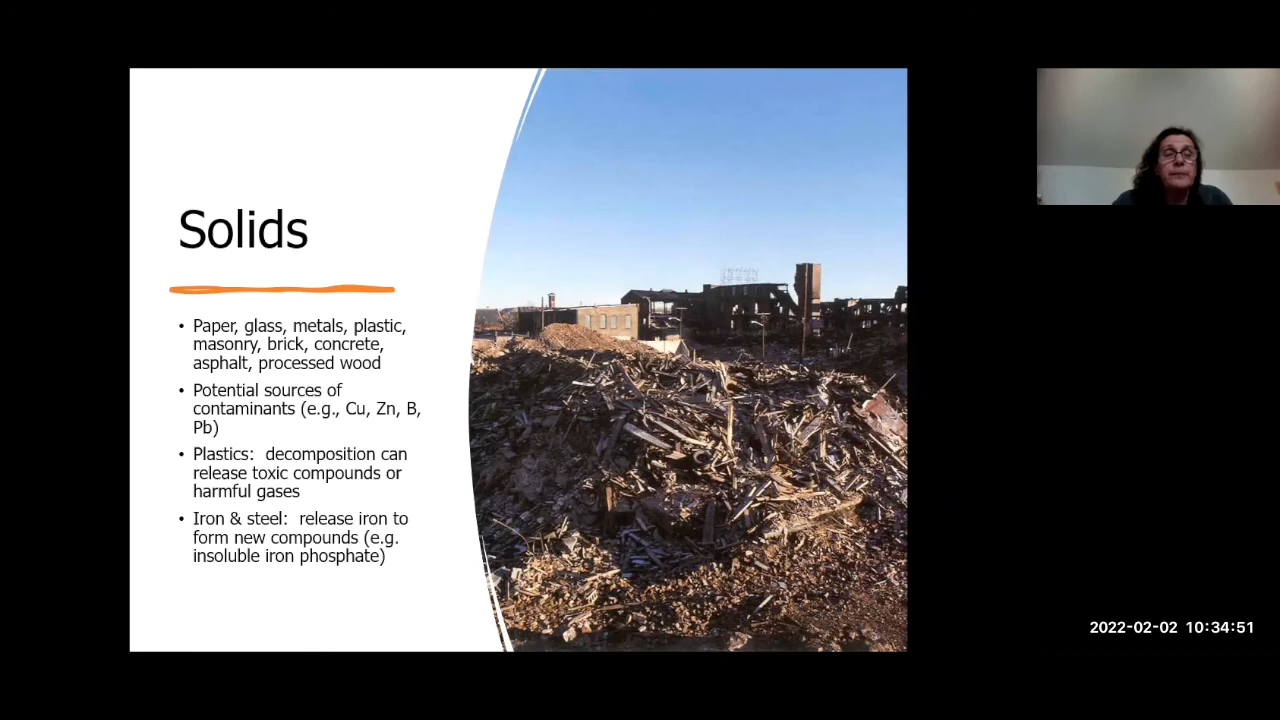 Solids
• Paper, glass, metals, plastic,
masonry, brick, concrete,
asphalt, processed wood
• Potential sources of
contaminants (e.g., Cu, Zn, B,
Pb)
• Plastics:  decomposition can
release toxic compounds or
harmful gases
• Iron & steel:  release iron to
form new compounds (e.g.
insoluble iron phosphate)
2022-02-02 10:34:51